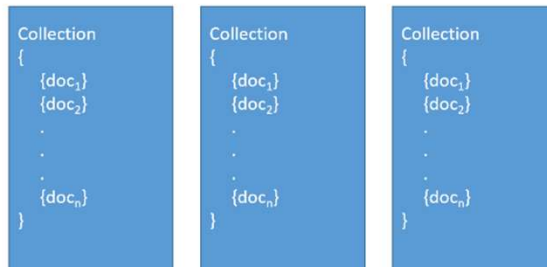 Collection
{
{doc₁}
{doc₂}
.
.
.
{docₙ}
}
Collection
{
{doc₁}
{doc₂}
.
.
.
{docₙ}
}
Collection
{
{doc₁}
{doc₂}
.
.
.
{docₙ}
}